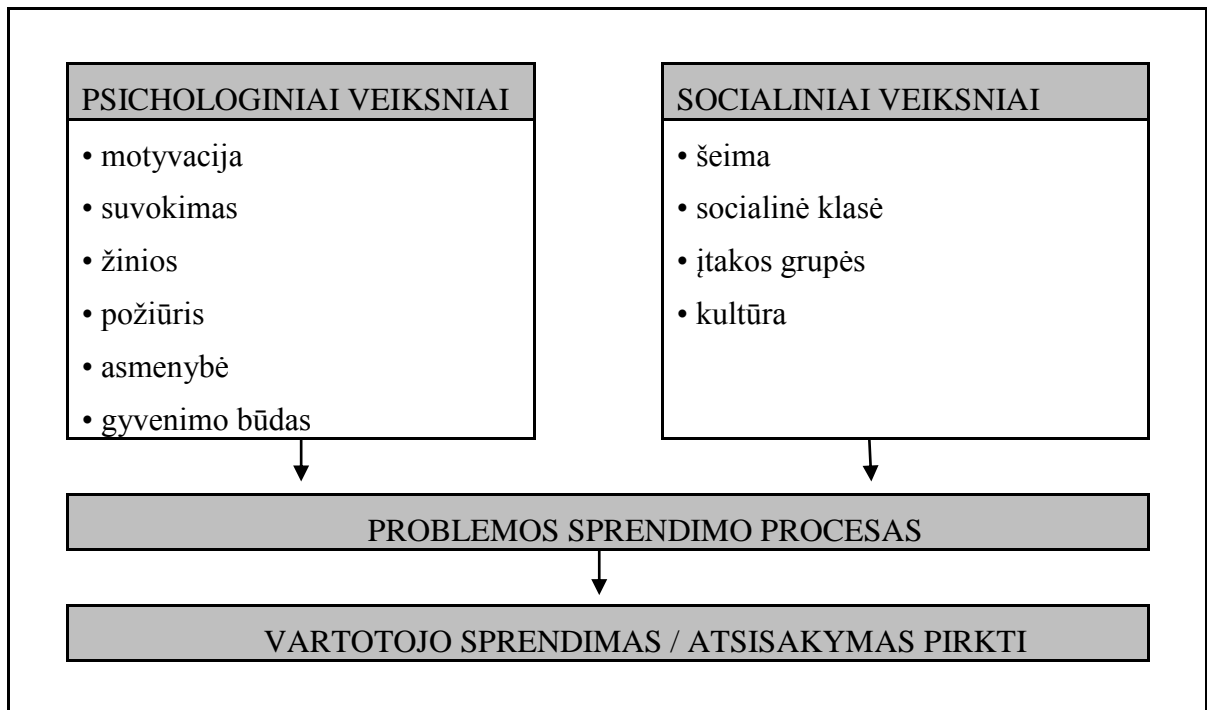 PSICHOLOGINIAI VEIKSNIAI
• motyvacija
• suvokimas
• žinios
• požiūris
• asmenybė
• gyvenimo būdas
SOCIALINIAI VEIKSNIAI
• šeima
• socialinė klasė
• įtakos grupės
• kultūra
PROBLEMOS SPRENDIMO PROCESAS
VARTOTOJO SPRENDIMAS / ATSISAKYMAS PIRKTI